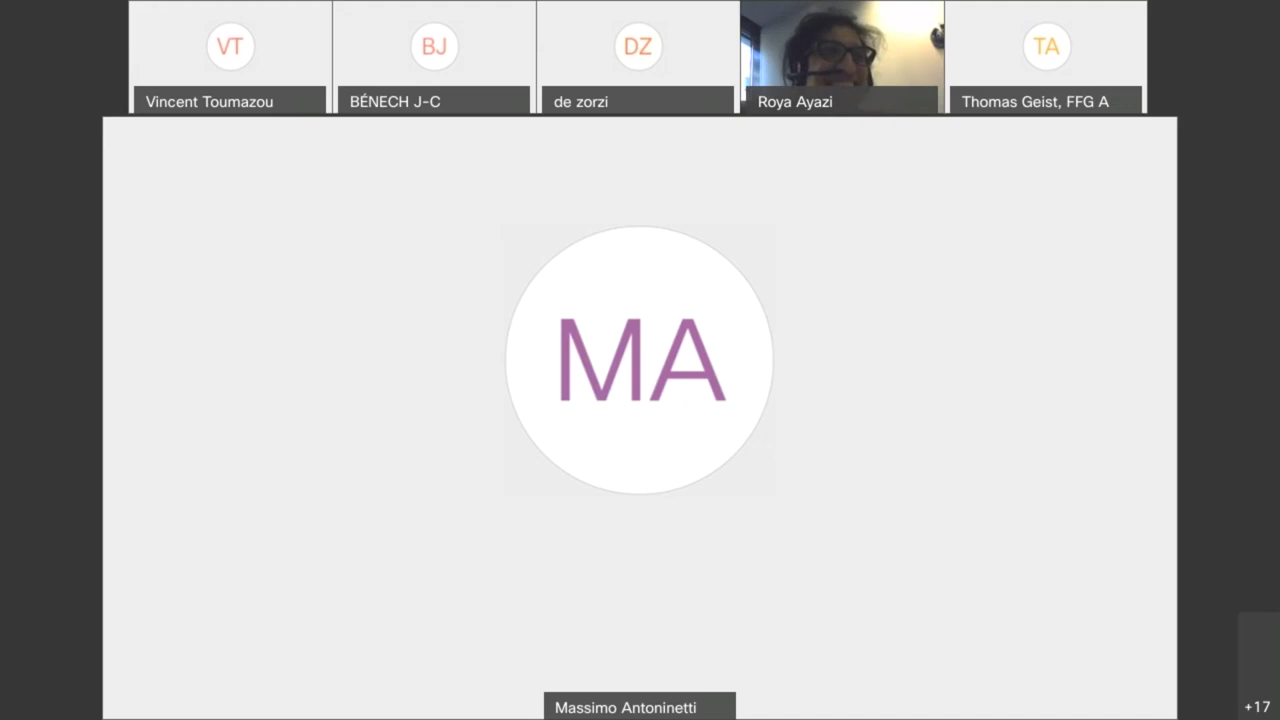 VT
BJ
DZ
TA
Vincent Toumazou
BÉNECH J-C
de zorzi
Roya Ayazi
Thomas Geist, FFG A
MA
Massimo Antoninetti
+17